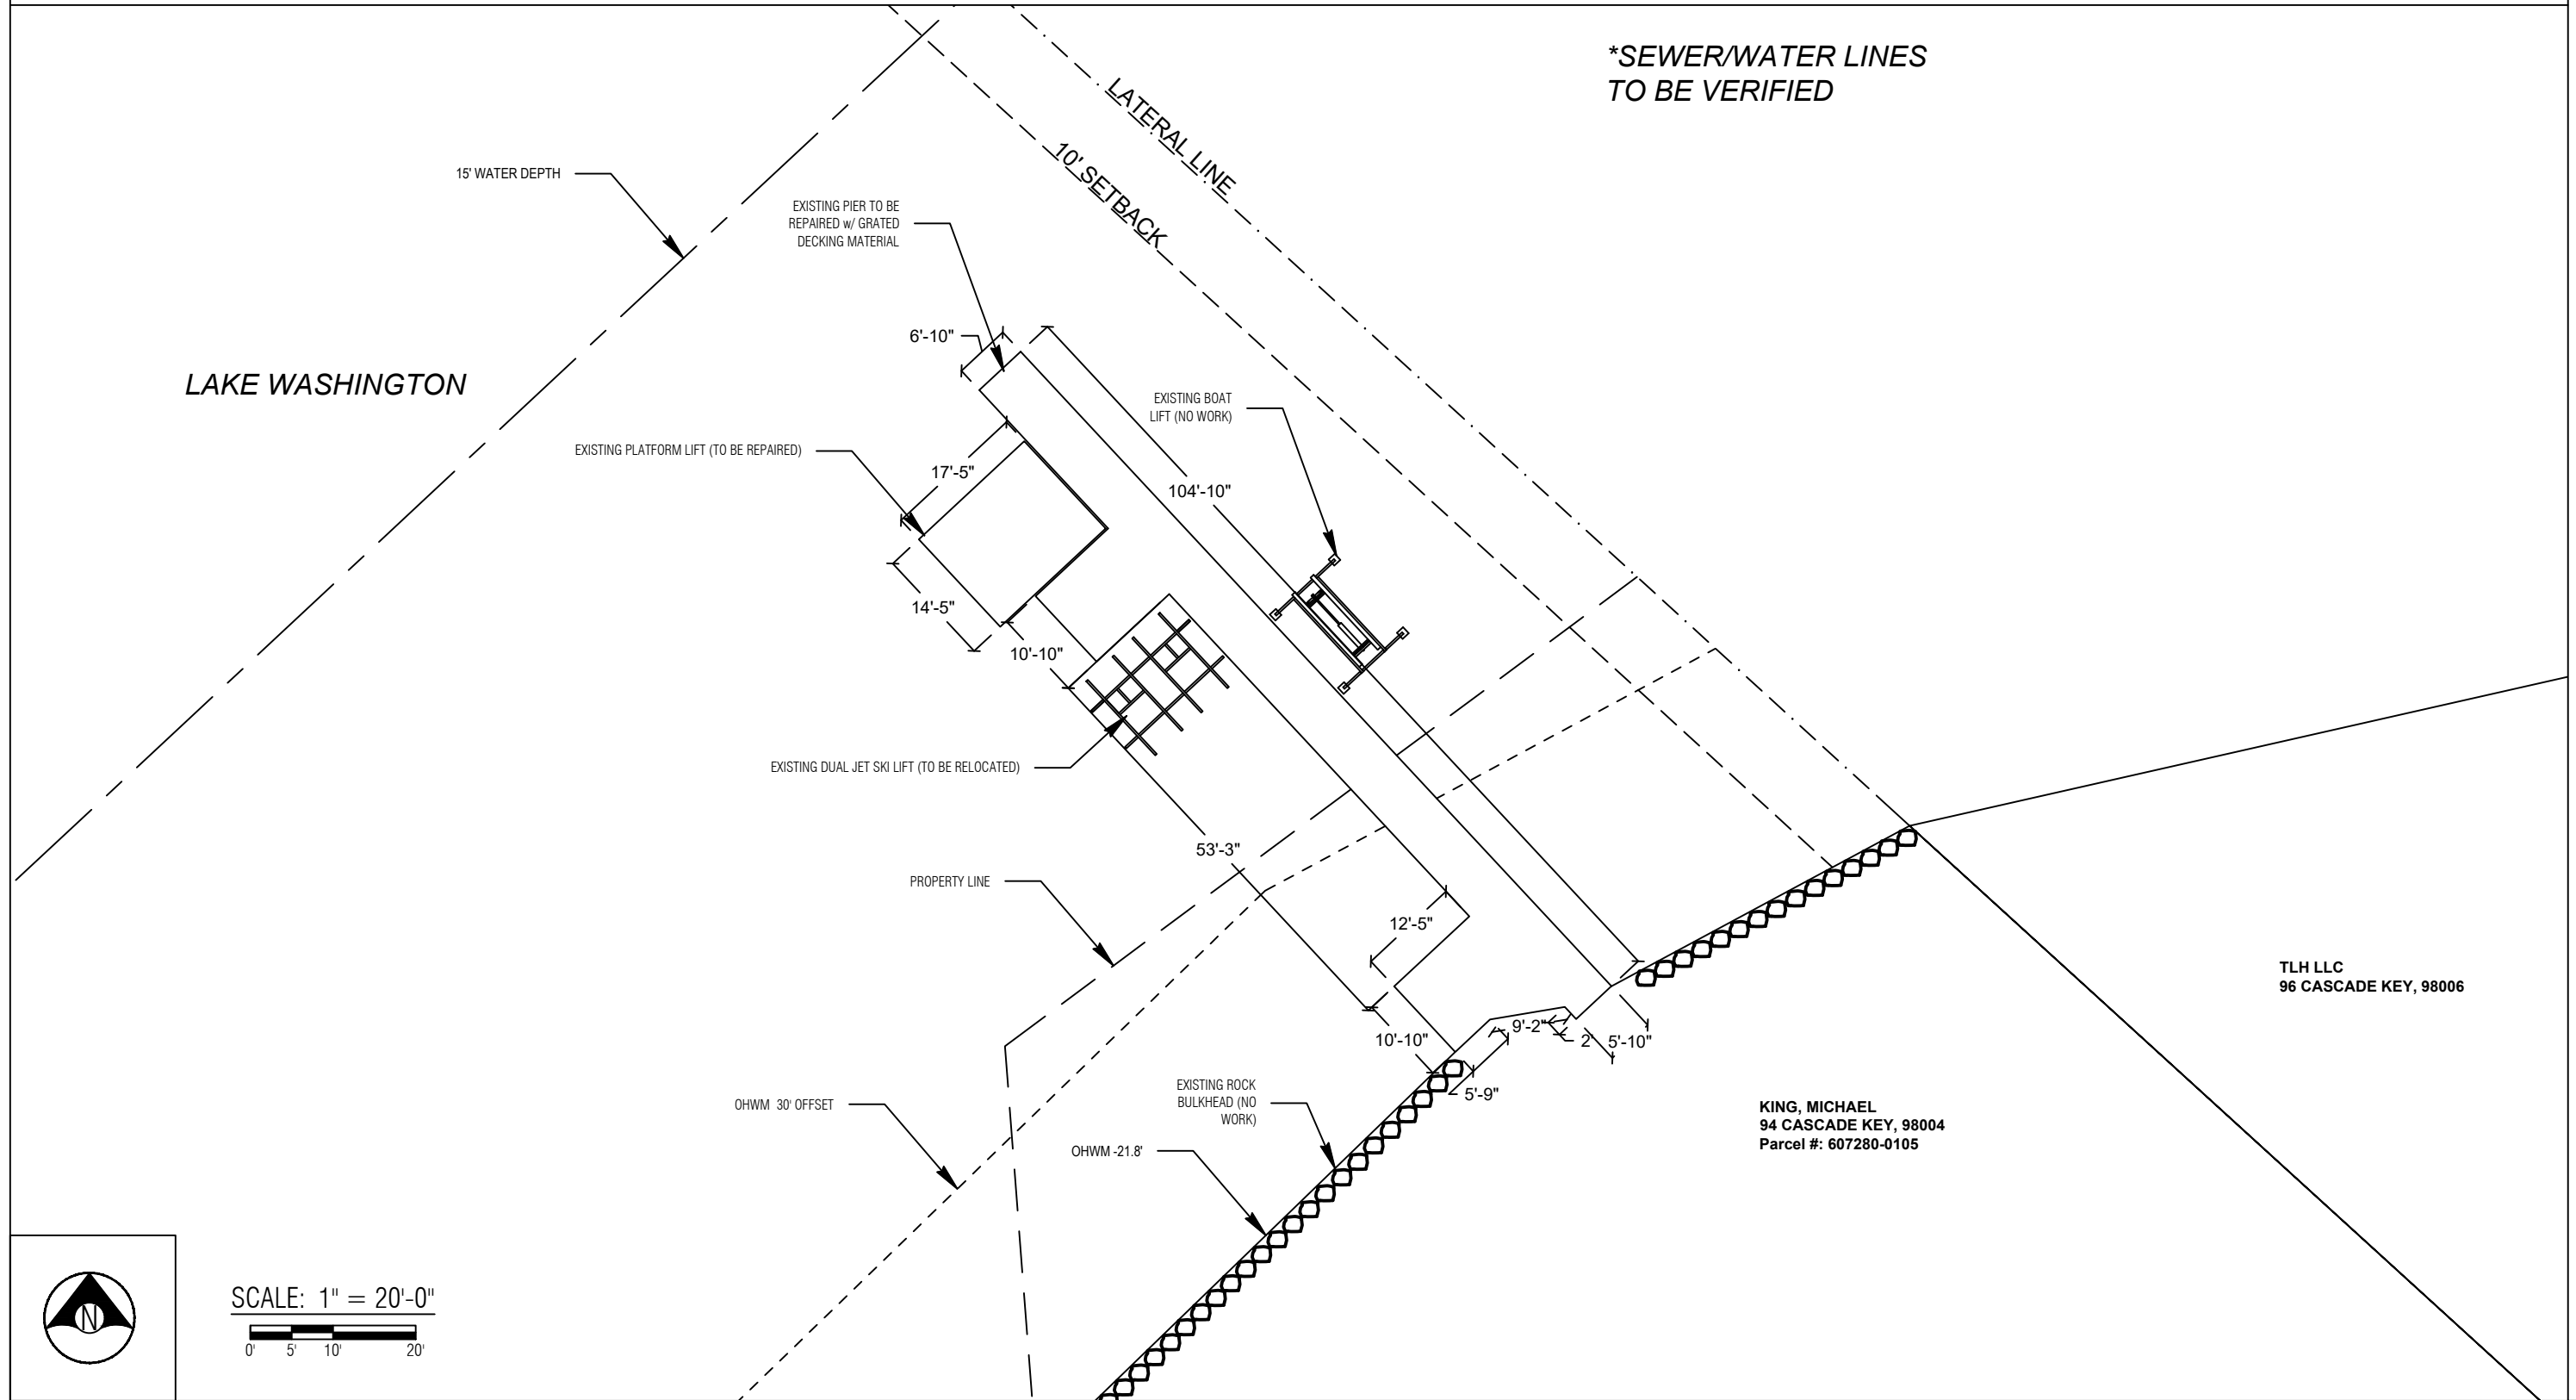 *SEWER/WATER LINES
TO BE VERIFIED
LATERAL LINE
10' SETBACK
15' WATER DEPTH
EXISTING PIER TO BE
REPAIRED w/ GRATED
DECKING MATERIAL
6'-10"
LAKE WASHINGTON
EXISTING BOAT
LIFT (NO WORK)
EXISTING PLATFORM LIFT (TO BE REPAIRED)
17'-5"
104'-10"
14'-5"
10'-10"
EXISTING DUAL JET SKI LIFT (TO BE RELOCATED)
53'-3"
PROPERTY LINE
12'-5"
TLH LLC
96 CASCADE KEY, 98006
9'-2"
2'
5'-10"
10'-10"
5'-9"
EXISTING ROCK
BULKHEAD (NO
WORK)
OHWM  30' OFFSET
OHWM -21.8'
KING, MICHAEL
94 CASCADE KEY, 98004
Parcel #: 607280-0105
N
SCALE:  1" = 20'-0"
0' 5' 10' 20'